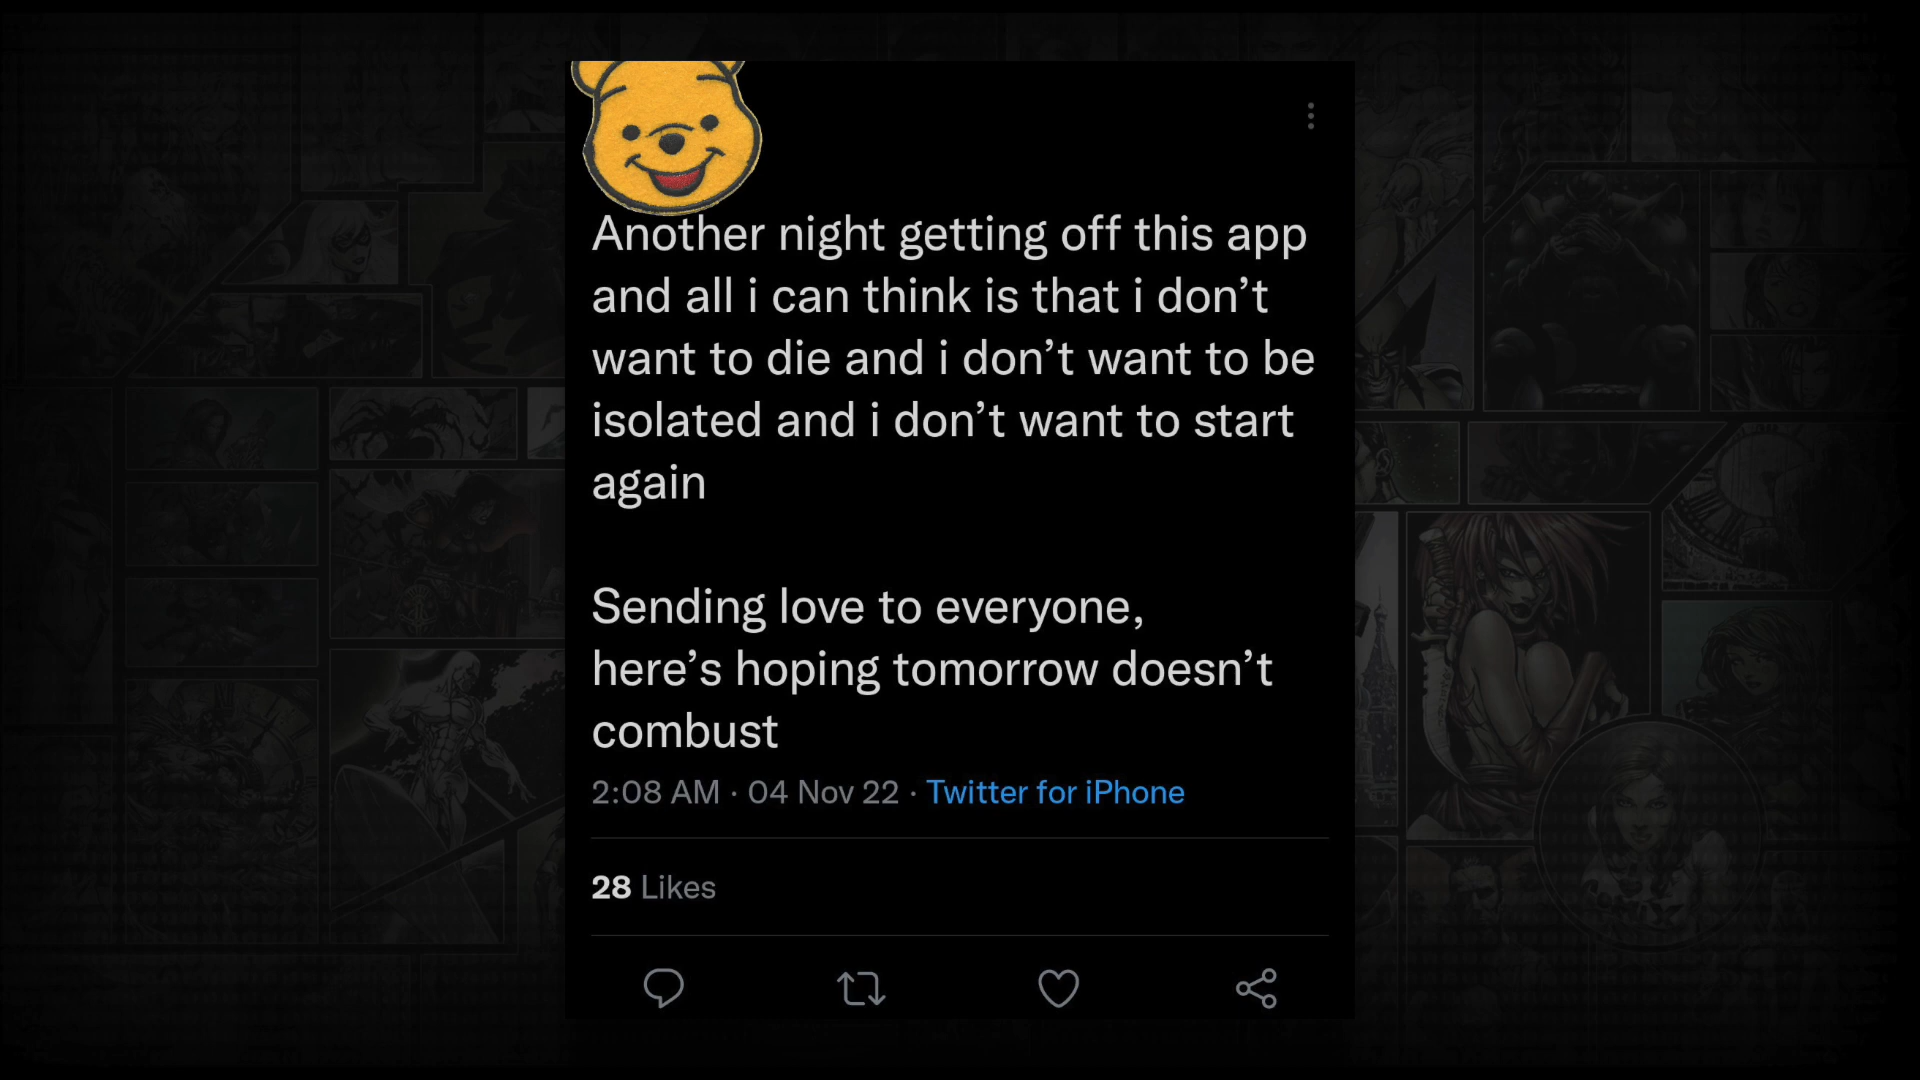 Another night getting off this app
and all i can think is that i don’t
want to die and i don’t want to be
isolated and i don’t want to start
again
Sending love to everyone,
here’s hoping tomorrow doesn’t
combust
2:08 AM · 04 Nov 22 · Twitter for iPhone
28 Likes